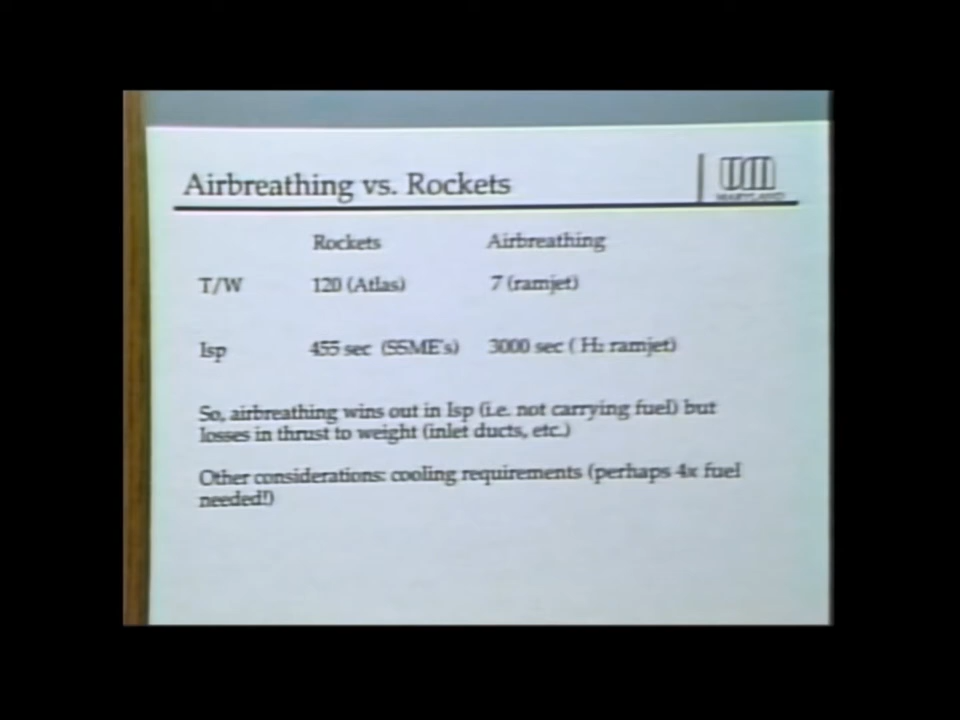 Airbreathing vs. Rockets
MARYLAND
Rockets Airbreathing
T/W 120 (Atlas) 7 (ramjet)
Isp 455 sec (SSME's) 3000 sec ( H₂ ramjet)
So, airbreathing wins out in Isp (i.e. not carrying fuel) but
losses in thrust to weight (inlet ducts, etc.)
Other considerations: cooling requirements (perhaps 4x fuel
needed!)